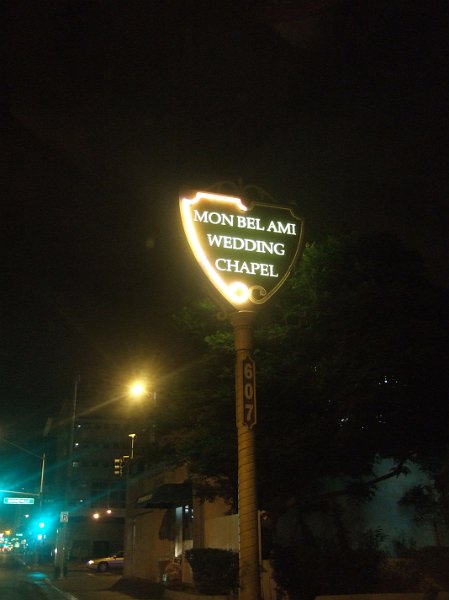 MON BEL AMI
WEDDING
CHAPEL
607